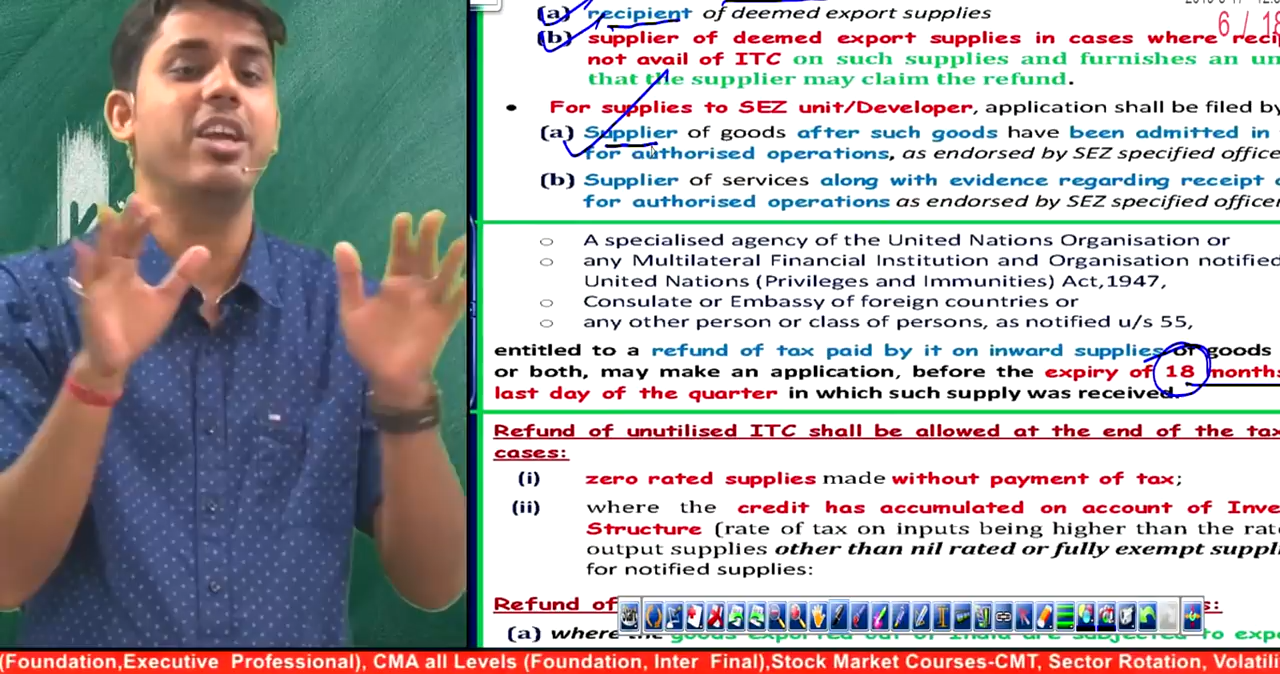 6 / 18
(a) recipient of deemed export supplies
(b) supplier of deemed export supplies in cases where
not avail of ITC on such supplies and furnishes an
that the supplier may claim the refund.
• For supplies to SEZ unit/Developer, application shall be filed by
(a) Supplier of goods after such goods have been admitted in
for authorised operations, as endorsed by SEZ specified
(b) Supplier of services along with evidence regarding receipt
for authorised operations as endorsed by SEZ specified officer
○ A specialised agency of the United Nations Organisation or
○ any Multilateral Financial Institution and Organisation notified
United Nations (Privileges and Immunities) Act,1947,
○ Consulate or Embassy of foreign countries or
○ any other person or class of persons, as notified u/s 55,
entitled to a refund of tax paid by it on inward supplies of goods
or both, may make an application, before the expiry of 18 months
last day of the quarter in which such supply was received.
Refund of unutilised ITC shall be allowed at the end of the tax
cases:
(i) zero rated supplies made without payment of tax;
(ii) where the credit has accumulated on account of
Structure (rate of tax on inputs being higher than the
output supplies other than nil rated or fully exempt
for notified supplies:
Refund of
(a) where the goods exported out of India are subjected to
(Foundation,Executive Professional), CMA all Levels (Foundation, Inter Final),Stock Market Courses-CMT, Sector Rotation,